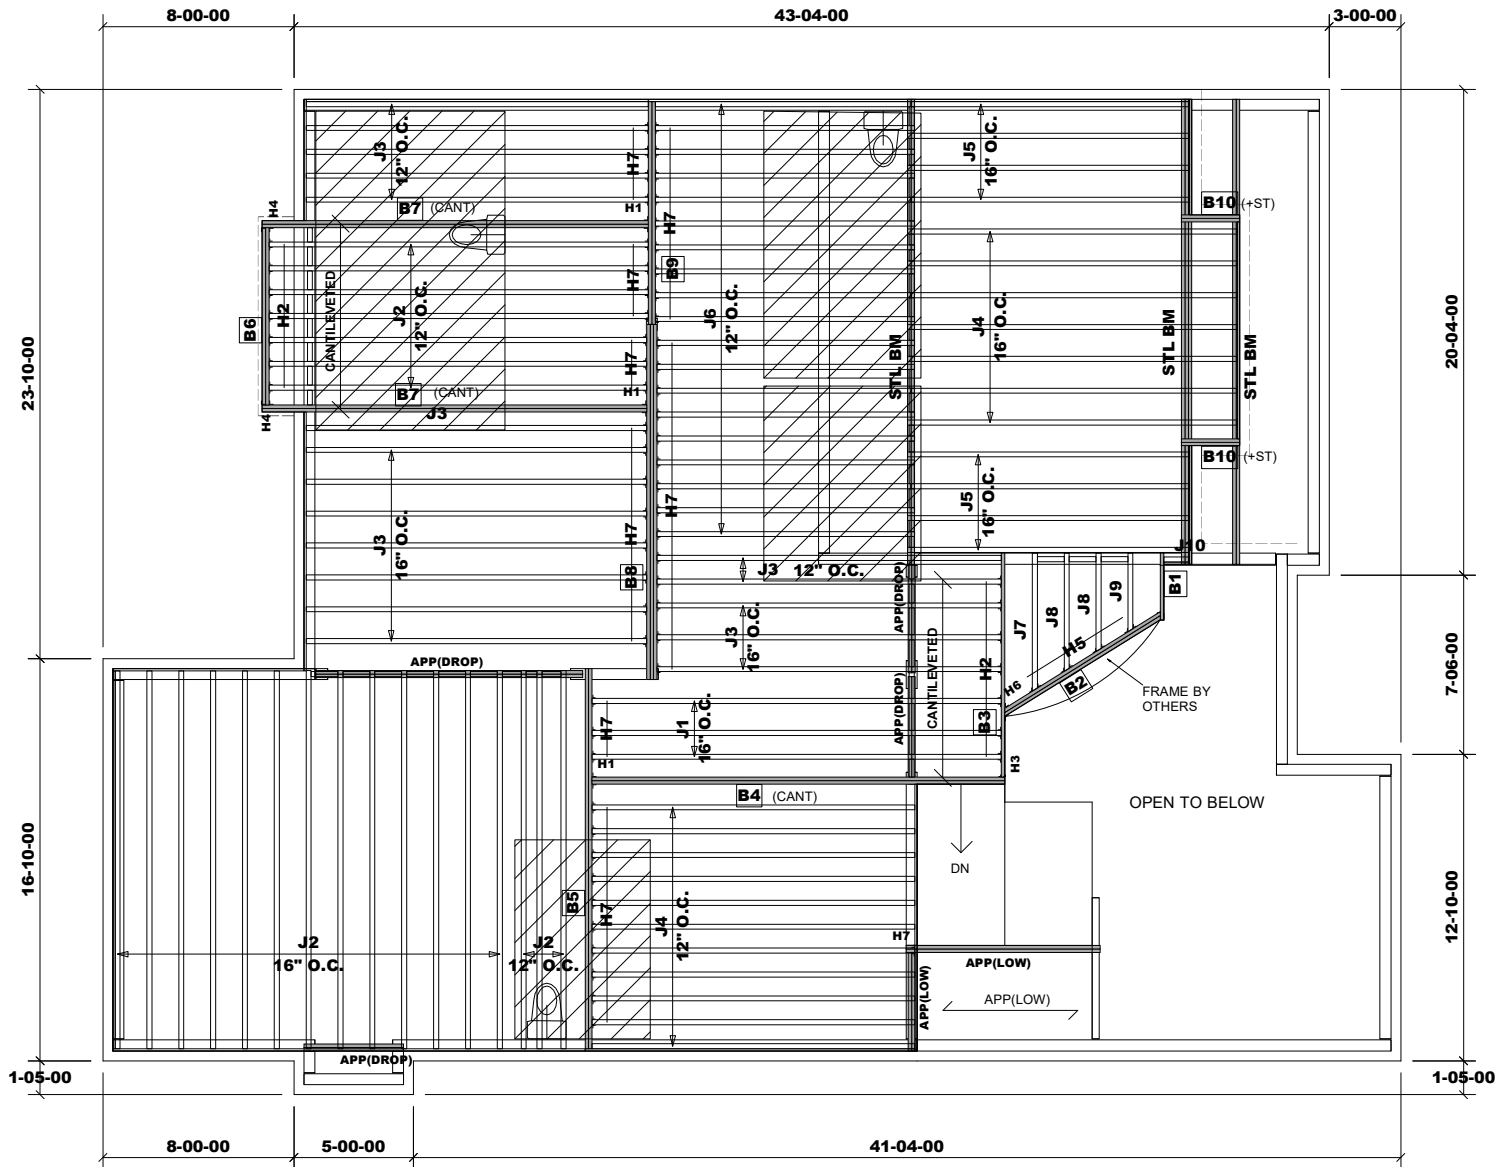 8-00-00
43-04-00
3-00-00
J3
12" O.C.
H7
J5
16" O.C.
H4
B7 (CANT)
H1
H7
B10 (+ST)
B9
H7
H2
CANTILEVETED
J2
12" O.C.
J6
12" O.C.
J4
16" O.C.
STL BM
STL BM
STL BM
B6
23-10-00
20-04-00
H7
B7 (CANT)
H1
J3
H4
B10 (+ST)
J5
16" O.C.
H7
J3
16" O.C.
H7
B8
J10
J3 12" O.C.
APP(DROP)
B1
J9
J8
J8
J7
J3
16" O.C.
CANTILEVETED
H5
APP(DROP)
H2
H6
B2
FRAME BY
OTHERS
7-06-00
APP(DROP)
B3
H7
J1
16" O.C.
H1
H3
B4 (CANT)
OPEN TO BELOW
DN
16-10-00
12-10-00
B5
H7
J4
12" O.C.
H7
J2
16" O.C.
J2
12" O.C.
APP(LOW)
APP(LOW)
APP(LOW)
APP(DROP)
1-05-00
1-05-00
8-00-00
5-00-00
41-04-00